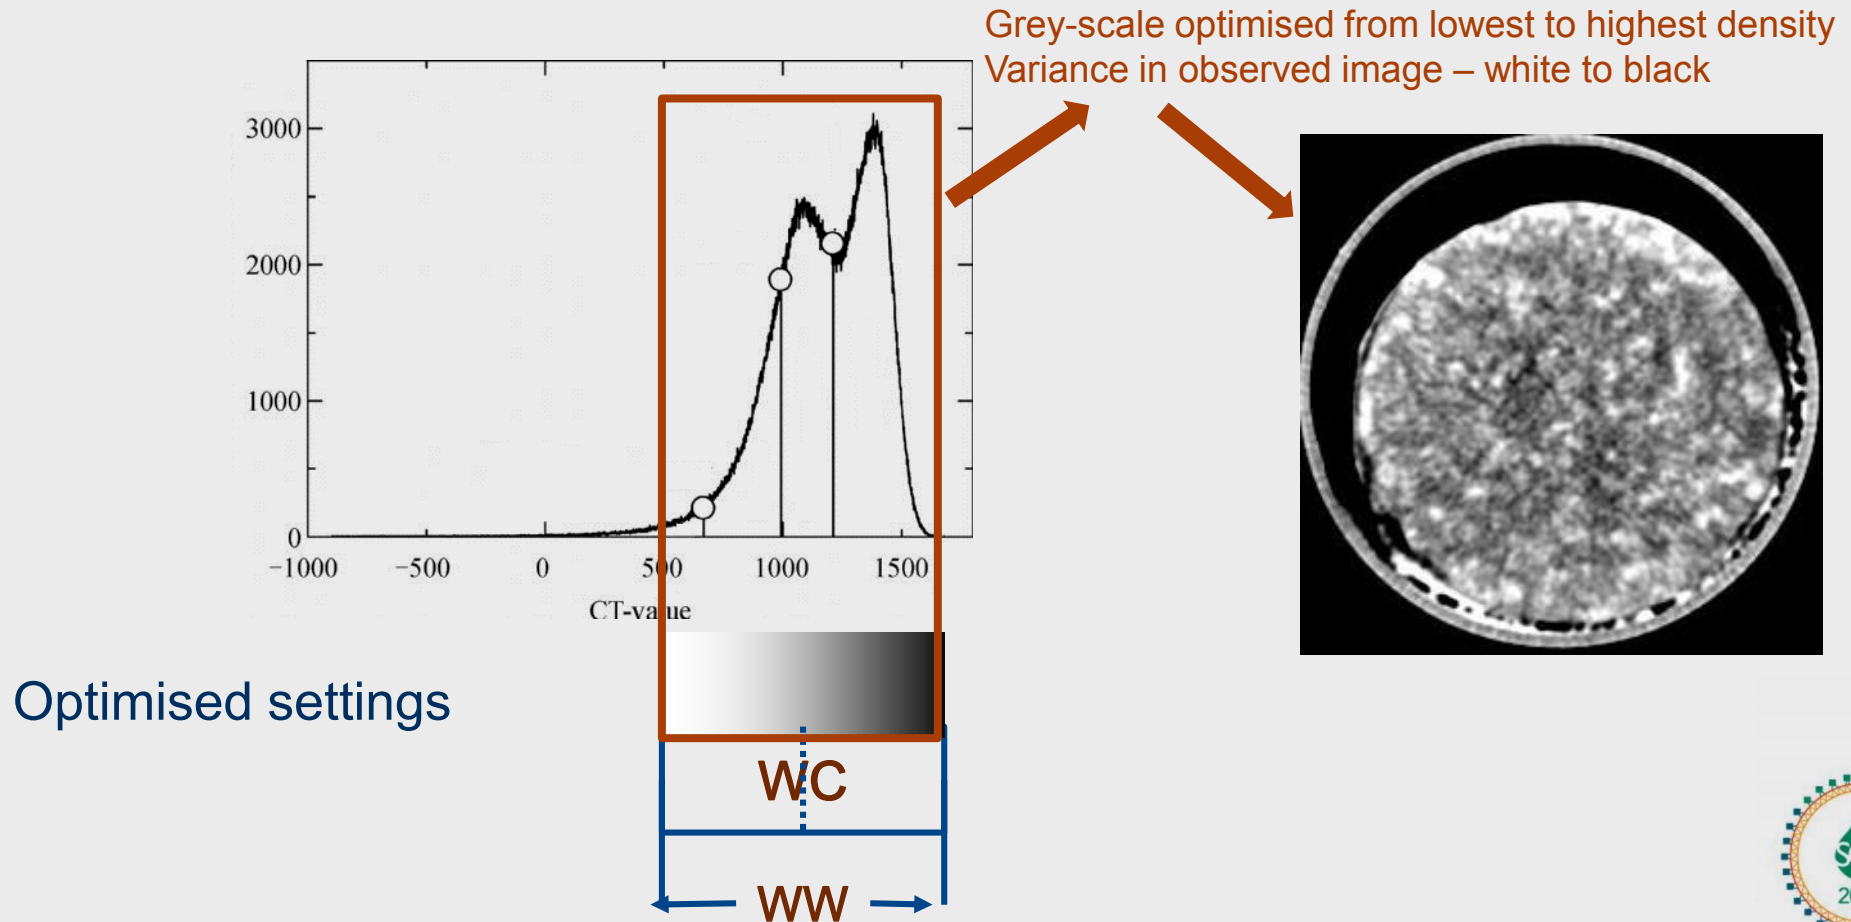 Grey-scale optimised from lowest to highest density
Variance in observed image – white to black
3000
2000
1000
0
−1000 −500 0 500 1000 1500
CT-value
Optimised settings
WC
WW